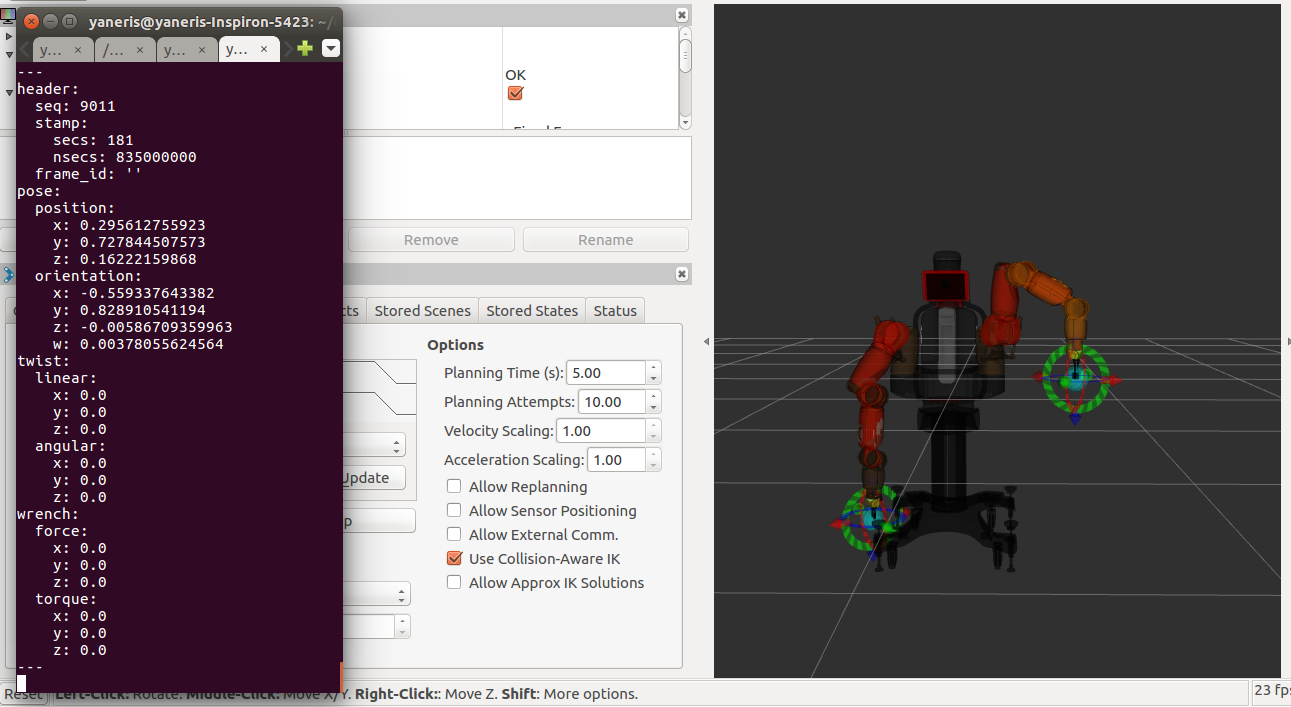 yaneris@yaneris-Inspiron-5423: ~/
y... × /... × y... × y... ×
---
header:
  seq: 9011
  stamp:
    secs: 181
    nsecs: 835000000
  frame_id: ''
pose:
  position:
    x: 0.295612755923
    y: 0.727844507573
    z: 0.16222159868
  orientation:
    x: -0.559337643382
    y: 0.828910541194
    z: -0.00586709359963
    w: 0.00378055624564
twist:
  linear:
    x: 0.0
    y: 0.0
    z: 0.0
  angular:
    x: 0.0
    y: 0.0
    z: 0.0
wrench:
  force:
    x: 0.0
    y: 0.0
    z: 0.0
  torque:
    x: 0.0
    y: 0.0
    z: 0.0
---
OK
Remove Rename
cts Stored Scenes Stored States Status
Options
Planning Time (s): 5.00
Planning Attempts: 10.00
Velocity Scaling: 1.00
Acceleration Scaling: 1.00
Update
p
Allow Replanning
Allow Sensor Positioning
Allow External Comm.
Use Collision-Aware IK
Allow Approx IK Solutions
Reset Left-Click: Rotate. Middle-Click: Move X/Y. Right-Click:: Move Z. Shift: More options.
23 fps